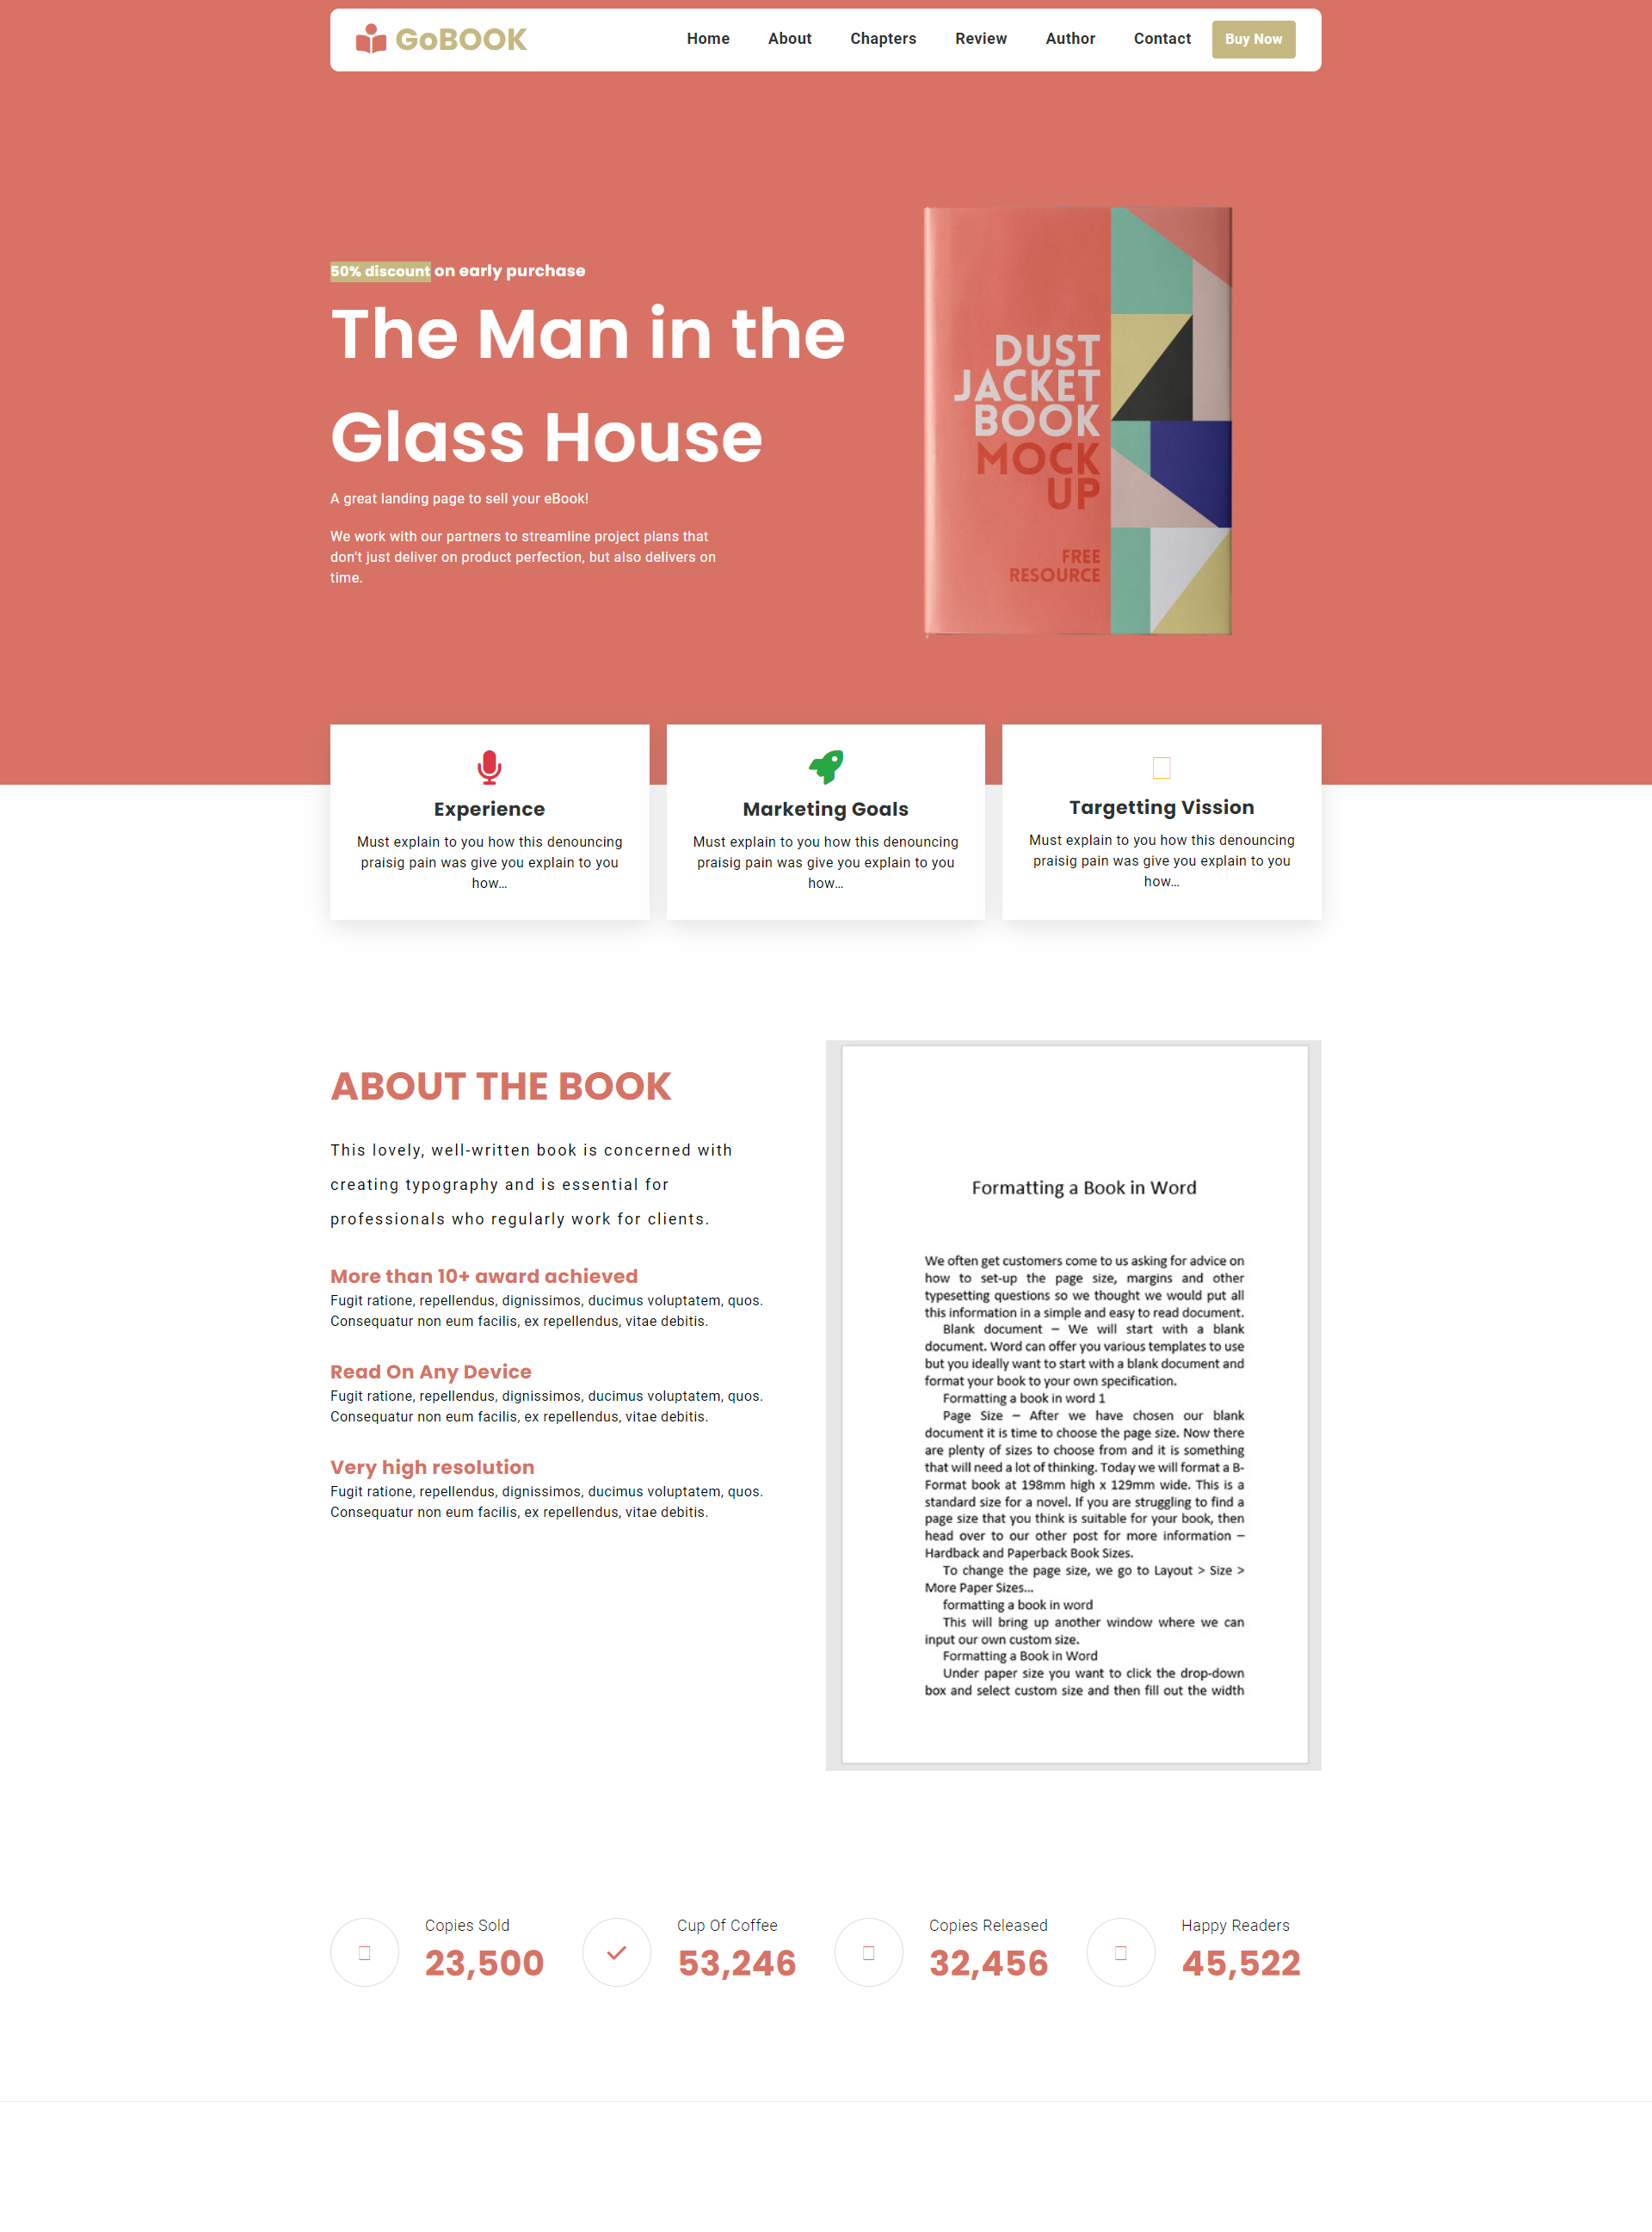 GoBOOK
Home About Chapters Review Author Contact Buy Now
50% discount on early purchase
The Man in the
Glass House
A great landing page to sell your eBook!
We work with our partners to streamline project plans that
don't just deliver on product perfection, but also delivers on
time.
DUST
JACKET
BOOK
MOCK
UP
FREE
RESOURCE
Experience
Must explain to you how this denouncing
praisig pain was give you explain to you
how...
Marketing Goals
Must explain to you how this denouncing
praisig pain was give you explain to you
how...
Targetting Vission
Must explain to you how this denouncing
praisig pain was give you explain to you
how...
ABOUT THE BOOK
This lovely, well-written book is concerned with
creating typography and is essential for
professionals who regularly work for clients.
More than 10+ award achieved
Fugit ratione, repellendus, dignissimos, ducimus voluptatem, quos.
Consequatur non eum facilis, ex repellendus, vitae debitis.
Read On Any Device
Fugit ratione, repellendus, dignissimos, ducimus voluptatem, quos.
Consequatur non eum facilis, ex repellendus, vitae debitis.
Very high resolution
Fugit ratione, repellendus, dignissimos, ducimus voluptatem, quos.
Consequatur non eum facilis, ex repellendus, vitae debitis.
Formatting a Book in Word
We often get customers come to us asking for advice on
how to set-up the page size, margins and other
typesetting questions so we thought we would put all
this information in a simple and easy to read document.
Blank document – We will start with a blank
document. Word can offer you various templates to use
but you ideally want to start with a blank document and
format your book to your own specification.
Formatting a book in word 1
Page Size – After we have chosen our blank
document it is time to choose the page size. Now there
are plenty of sizes to choose from and it is something
that will need a lot of thinking. Today we will format a B-
Format book at 198mm high x 129mm wide. This is a
standard size for a novel. If you are struggling to find a
page size that you think is suitable for your book, then
head over to our other post for more information –
Hardback and Paperback Book Sizes.
To change the page size, we go to Layout > Size >
More Paper Sizes...
formatting a book in word
This will bring up another window where we can
input our own custom size.
Formatting a Book in Word
Under paper size you want to click the drop-down
box and select custom size and then fill out the width
Copies Sold
23,500
Cup Of Coffee
53,246
Copies Released
32,456
Happy Readers
45,522